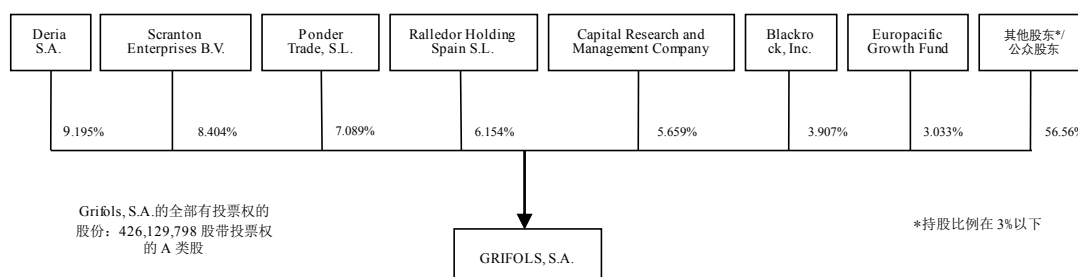 Deria
S.A.
Scranton
Enterprises B.V.
Ponder
Trade, S.L.
Ralledor Holding
Spain S.L.
Capital Research and
Management Company
Blackro
ck, Inc.
Europacific
Growth Fund
其他股东*/
公众股东
9.195%
8.404%
7.089%
6.154%
5.659%
3.907%
3.033%
56.56%
Grifols, S.A.的全部有投票权的
股份：426,129,798 股带投票权
的 A 类股
*持股比例在 3%以下
GRIFOLS, S.A.